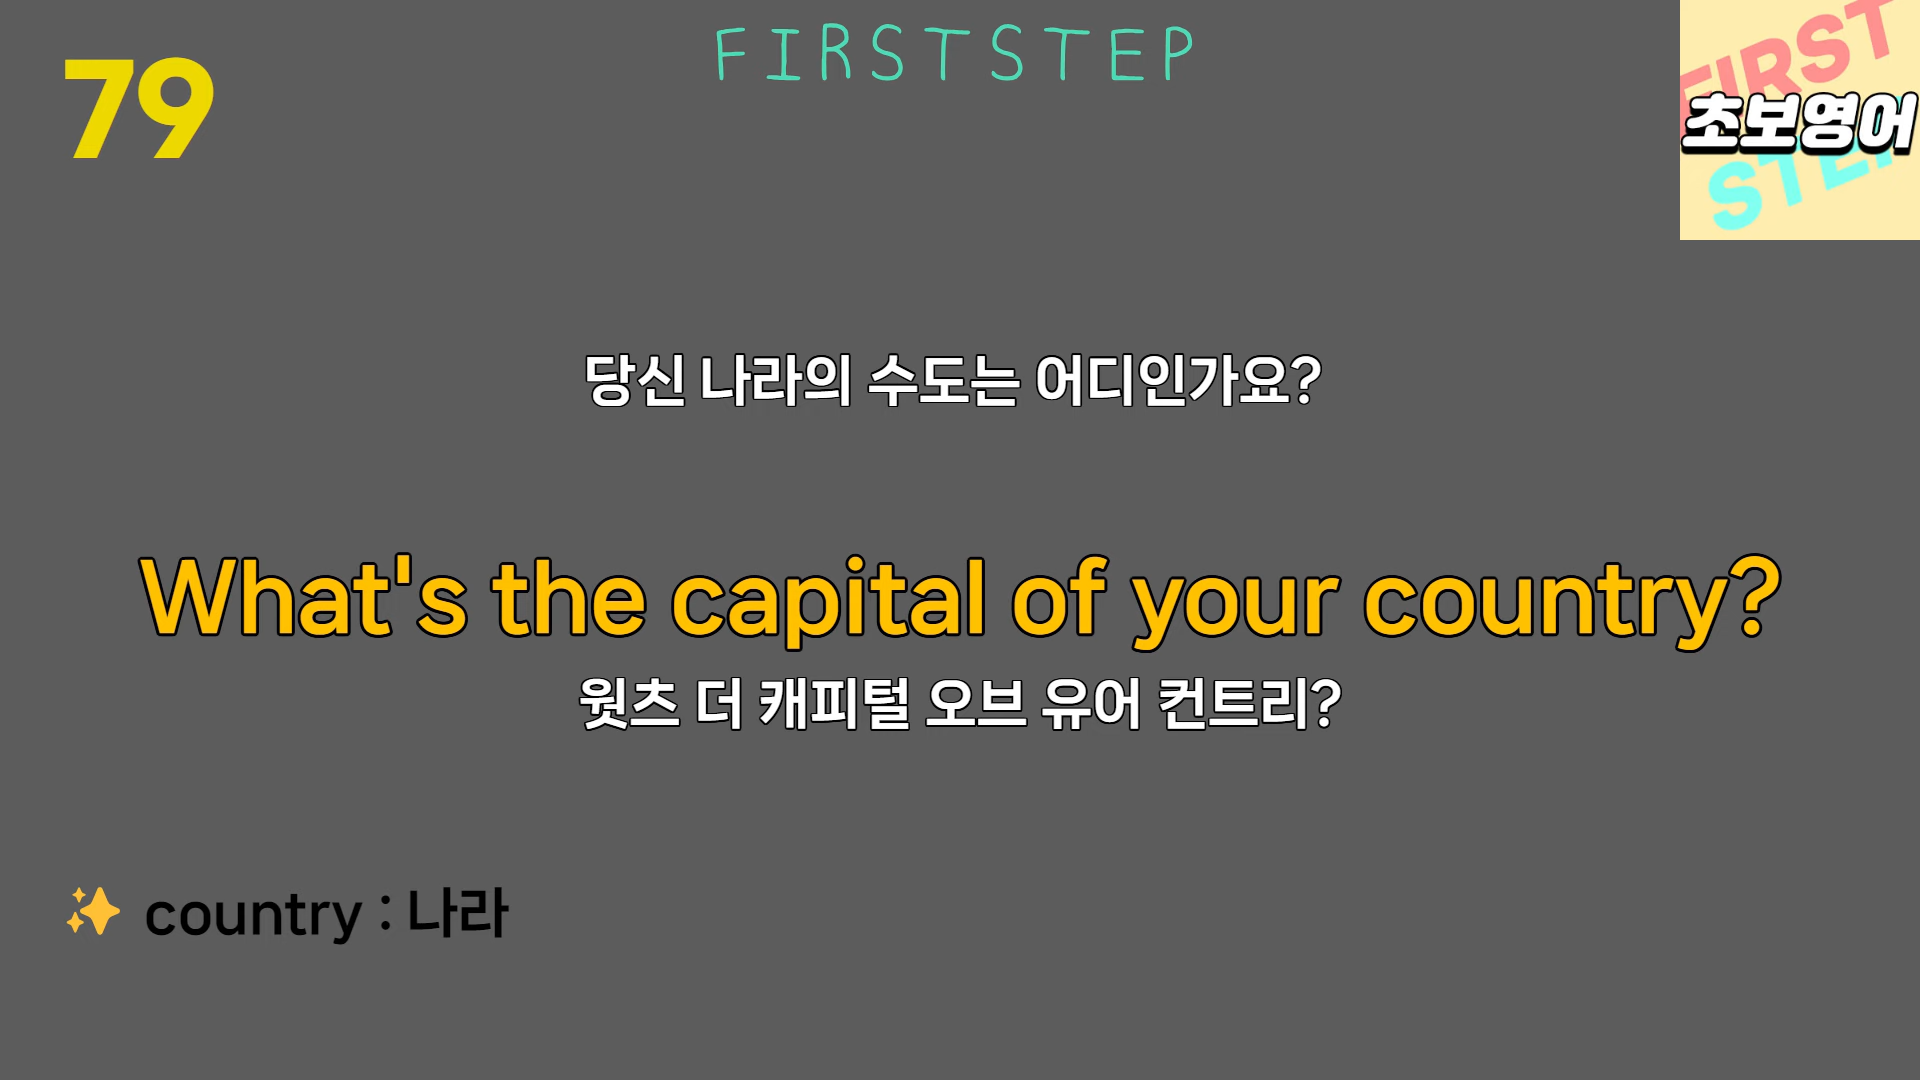 FIRSTSTEP
79
FIRST
초보영어
STEP
당신 나라의 수도는 어디인가요?
What's the capital of your country?
웟츠 더 캐피털 오브 유어 컨트리?
✨ country : 나라